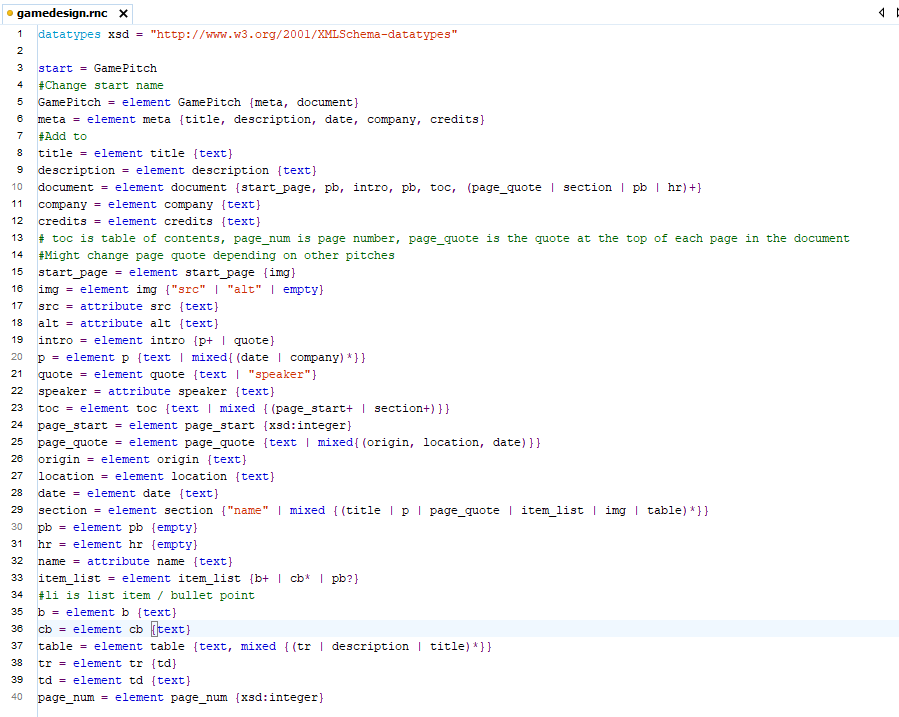 gamedesign.rnc
1 datatypes xsd = "http://www.w3.org/2001/XMLSchema-datatypes"
2
3 start = GamePitch
4 #Change start name
5 GamePitch = element GamePitch {meta, document}
6 meta = element meta {title, description, date, company, credits}
7 #Add to
8 title = element title {text}
9 description = element description {text}
10 document = element document {start_page, pb, intro, pb, toc, (page_quote | section | pb | hr)+}
11 company = element company {text}
12 credits = element credits {text}
13 # toc is table of contents, page_num is page number, page_quote is the quote at the top of each page in the document
14 #Might change page quote depending on other pitches
15 start_page = element start_page {img}
16 img = element img {"src" | "alt" | empty}
17 src = attribute src {text}
18 alt = attribute alt {text}
19 intro = element intro {p+ | quote}
20 p = element p {text | mixed{(date | company)*}}
21 quote = element quote {text | "speaker"}
22 speaker = attribute speaker {text}
23 toc = element toc {text | mixed {(page_start+ | section+)}}
24 page_start = element page_start {xsd:integer}
25 page_quote = element page_quote {text | mixed{(origin, location, date)}}
26 origin = element origin {text}
27 location = element location {text}
28 date = element date {text}
29 section = element section {"name" | mixed {(title | p | page_quote | item_list | img | table)*}}
30 pb = element pb {empty}
31 hr = element hr {empty}
32 name = attribute name {text}
33 item_list = element item_list {b+ | cb* | pb?}
34 #li is list item / bullet point
35 b = element b {text}
36 cb = element cb {text}
37 table = element table {text, mixed {(tr | description | title)*}}
38 tr = element tr {td}
39 td = element td {text}
40 page_num = element page_num {xsd:integer}